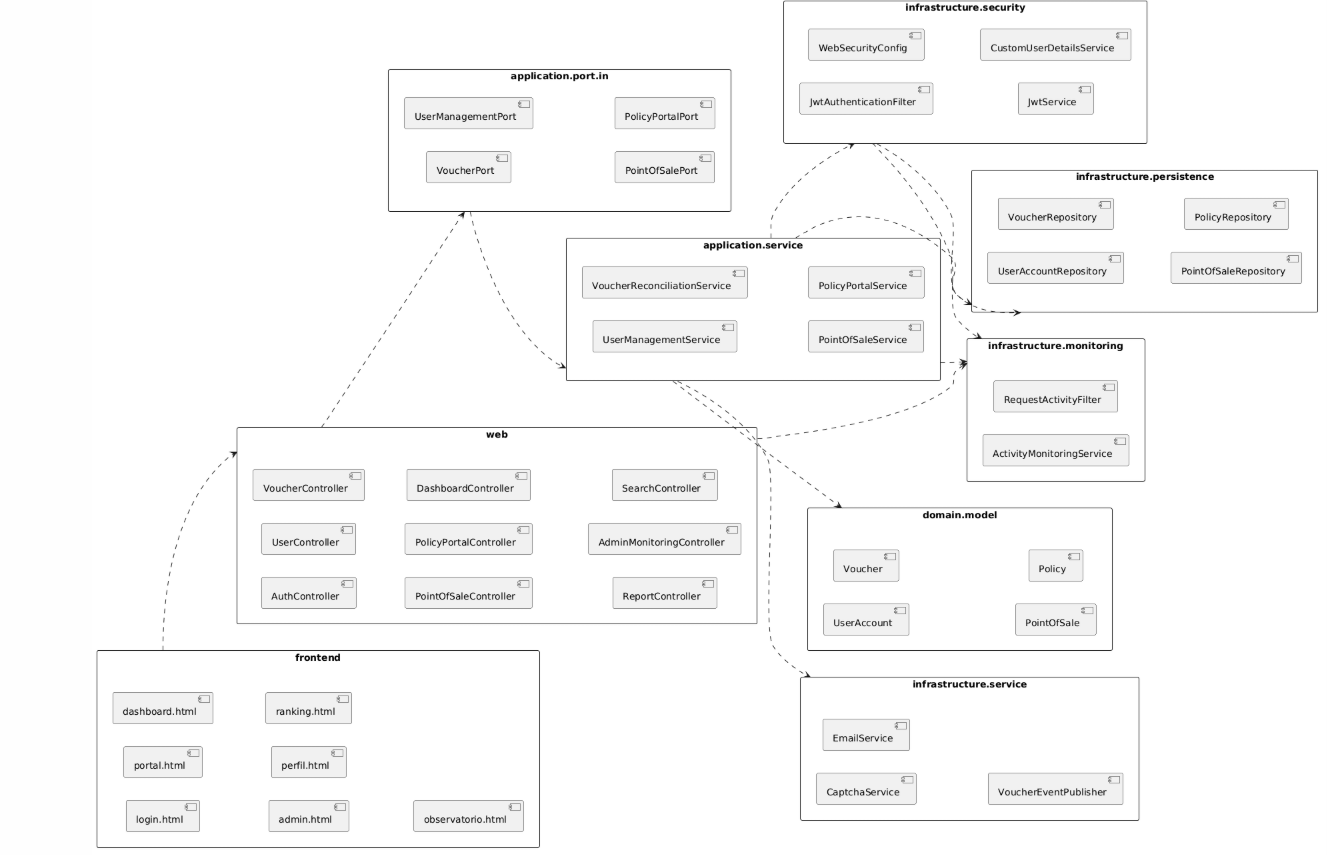 infrastructure.security
WebSecurityConfig
CustomUserDetailsService
JwtAuthenticationFilter
JwtService
application.port.in
UserManagementPort
PolicyPortalPort
VoucherPort
PointOfSalePort
infrastructure.persistence
VoucherRepository
PolicyRepository
UserAccountRepository
PointOfSaleRepository
application.service
VoucherReconciliationService
PolicyPortalService
UserManagementService
PointOfSaleService
infrastructure.monitoring
RequestActivityFilter
ActivityMonitoringService
web
VoucherController
DashboardController
SearchController
UserController
PolicyPortalController
AdminMonitoringController
AuthController
PointOfSaleController
ReportController
domain.model
Voucher
Policy
UserAccount
PointOfSale
frontend
dashboard.html
ranking.html
portal.html
perfil.html
login.html
admin.html
observatorio.html
infrastructure.service
EmailService
CaptchaService
VoucherEventPublisher